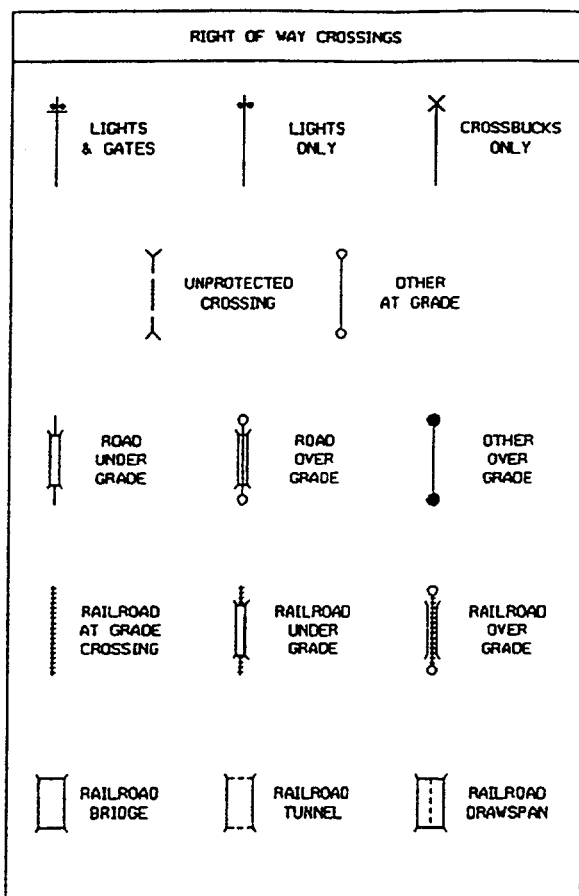 RIGHT OF WAY CROSSINGS
LIGHTS
& GATES
LIGHTS
ONLY
CROSSBUCKS
ONLY
UNPROTECTED
CROSSING
OTHER
AT GRADE
ROAD
UNDER
GRADE
ROAD
OVER
GRADE
OTHER
OVER
GRADE
RAILROAD
AT GRADE
CROSSING
RAILROAD
UNDER
GRADE
RAILROAD
OVER
GRADE
RAILROAD
BRIDGE
RAILROAD
TUNNEL
RAILROAD
DRAWSPAN